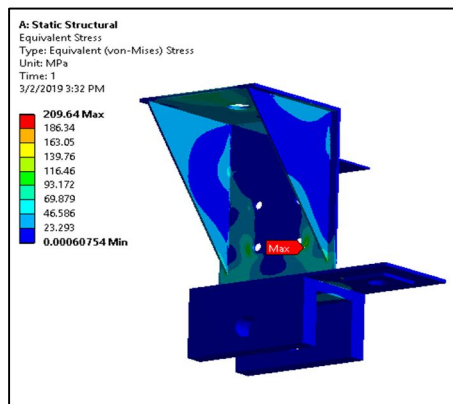 A: Static Structural
Equivalent Stress
Type: Equivalent (von-Mises) Stress
Unit: MPa
Time: 1
3/2/2019 3:32 PM
209.64 Max
186.34
163.05
139.76
116.46
93.172
69.879
46.586
23.293
0.00060754 Min
Max